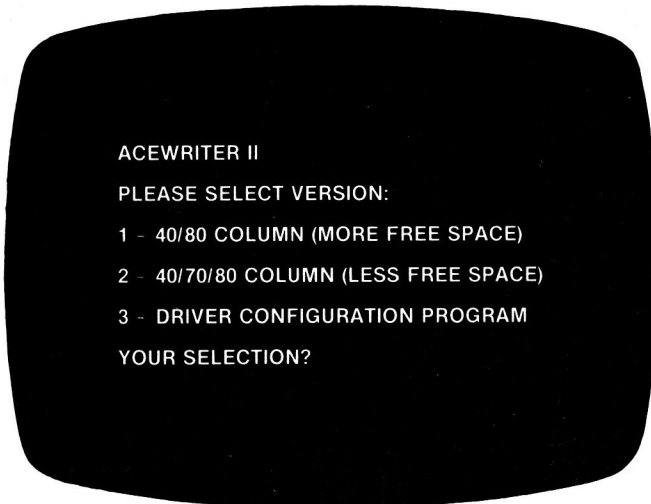 ACEWRITER II
PLEASE SELECT VERSION:
1 - 40/80 COLUMN (MORE FREE SPACE)
2 - 40/70/80 COLUMN (LESS FREE SPACE)
3 - DRIVER CONFIGURATION PROGRAM
YOUR SELECTION?